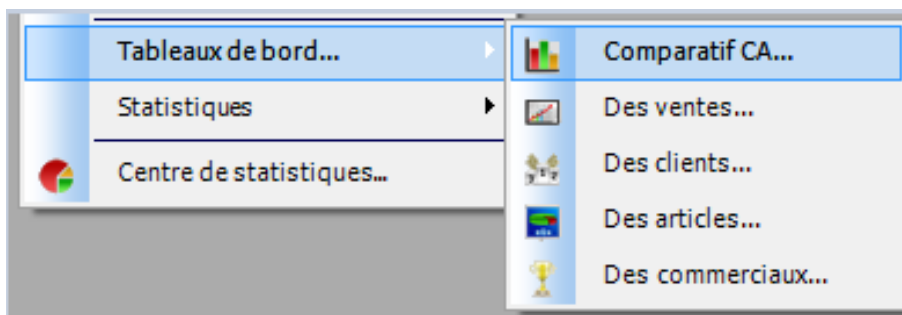 Tableaux de bord...
Statistiques
Centre de statistiques...
Comparatif CA...
Des ventes...
Des clients...
Des articles...
Des commerciaux...